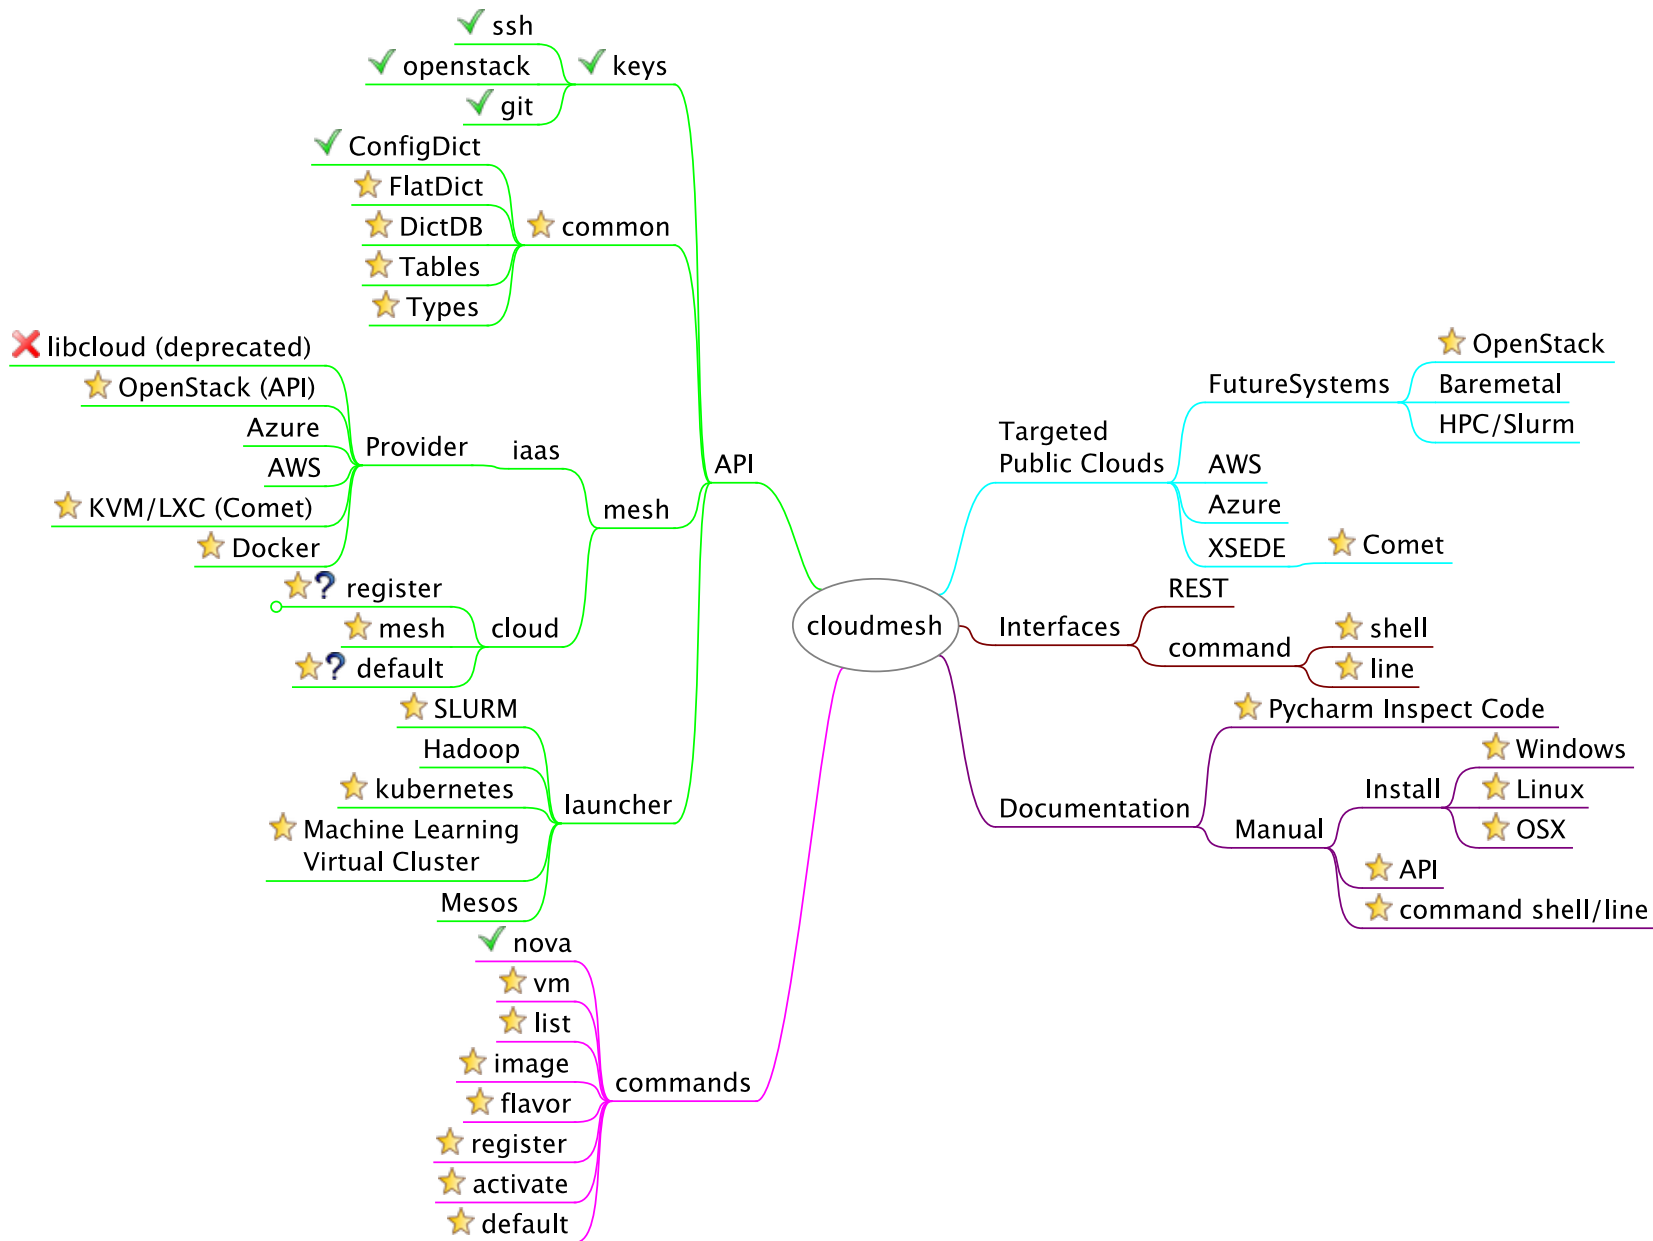 ssh
openstack
git
keys
ConfigDict
FlatDict
DictDB
Tables
Types
common
libcloud (deprecated)
OpenStack (API)
Azure
AWS
KVM/LXC (Comet)
Docker
Provider
iaas
register
mesh
default
cloud
mesh
SLURM
Hadoop
kubernetes
Machine Learning
Virtual Cluster
Mesos
launcher
API
nova
vm
list
image
flavor
register
activate
default
commands
cloudmesh
Targeted
Public Clouds
FutureSystems
OpenStack
Baremetal
HPC/Slurm
AWS
Azure
XSEDE
Comet
Interfaces
REST
command
shell
line
Documentation
Pycharm Inspect Code
Manual
Install
Windows
Linux
OSX
API
command shell/line